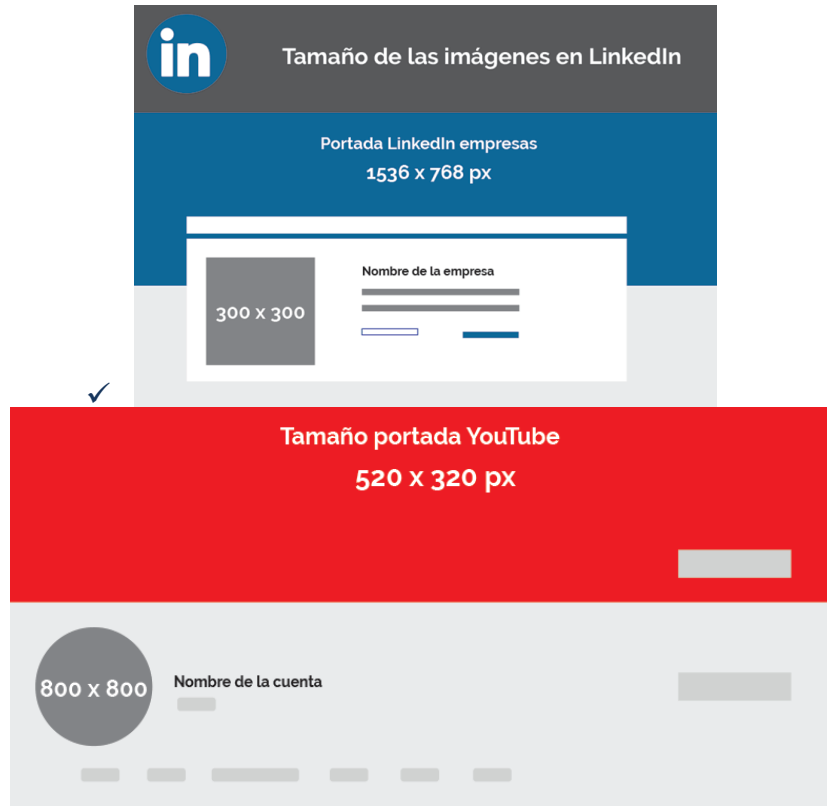 in
Tamaño de las imágenes en LinkedIn
Portada LinkedIn empresas
1536 x 768 px
Nombre de la empresa
300 x 300
Tamaño portada YouTube
520 x 320 px
800 x 800
Nombre de la cuenta